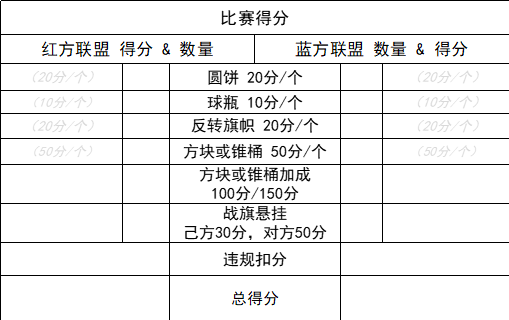 比赛得分
红方联盟 得分 & 数量 蓝方联盟 数量 & 得分
（20分/个） 圆饼 20分/个 （20分/个）
（10分/个） 球瓶 10分/个 （10分/个）
（20分/个） 反转旗帜 20分/个 （20分/个）
（50分/个） 方块或锥桶 50分/个 （50分/个）
方块或锥桶加成
100分/150分
战旗悬挂
己方30分，对方50分
违规扣分
总得分